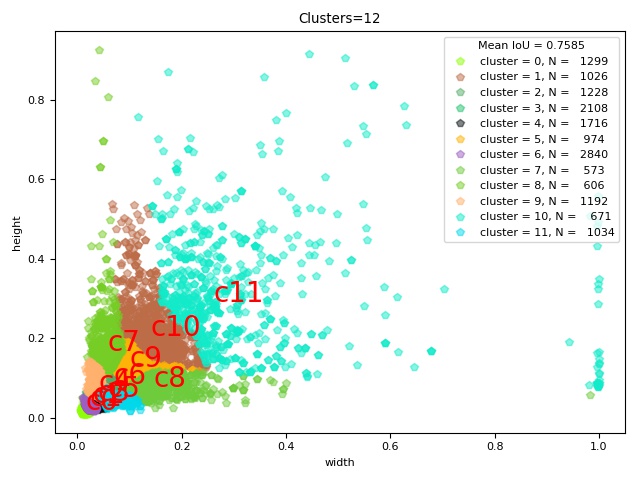 Clusters=12
Mean IoU = 0.7585
cluster = 0, N = 1299
cluster = 1, N = 1026
cluster = 2, N = 1228
cluster = 3, N = 2108
cluster = 4, N = 1716
cluster = 5, N = 974
cluster = 6, N = 2840
cluster = 7, N = 573
cluster = 8, N = 606
cluster = 9, N = 1192
cluster = 10, N = 671
cluster = 11, N = 1034
height
0.8
0.6
0.4
0.2
0.0
c11
c10
c7
c9
c6
c8
0.0
0.2
0.4
0.6
0.8
1.0
width